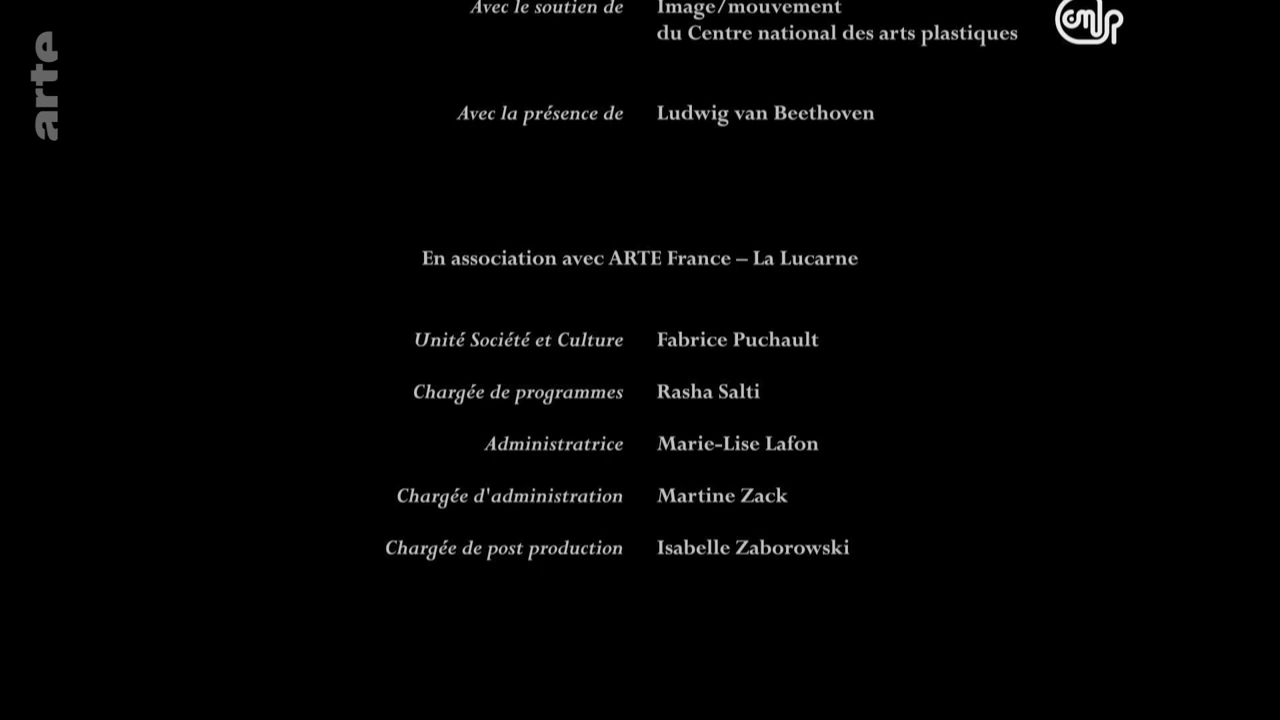 Avec le soutien de Image/mouvement
du Centre national des arts plastiques
cnap
arte
Avec la présence de Ludwig van Beethoven
En association avec ARTE France – La Lucarne
Unité Société et Culture Fabrice Puchault
Chargée de programmes Rasha Salti
Administratrice Marie-Lise Lafon
Chargée d'administration Martine Zack
Chargée de post production Isabelle Zaborowski